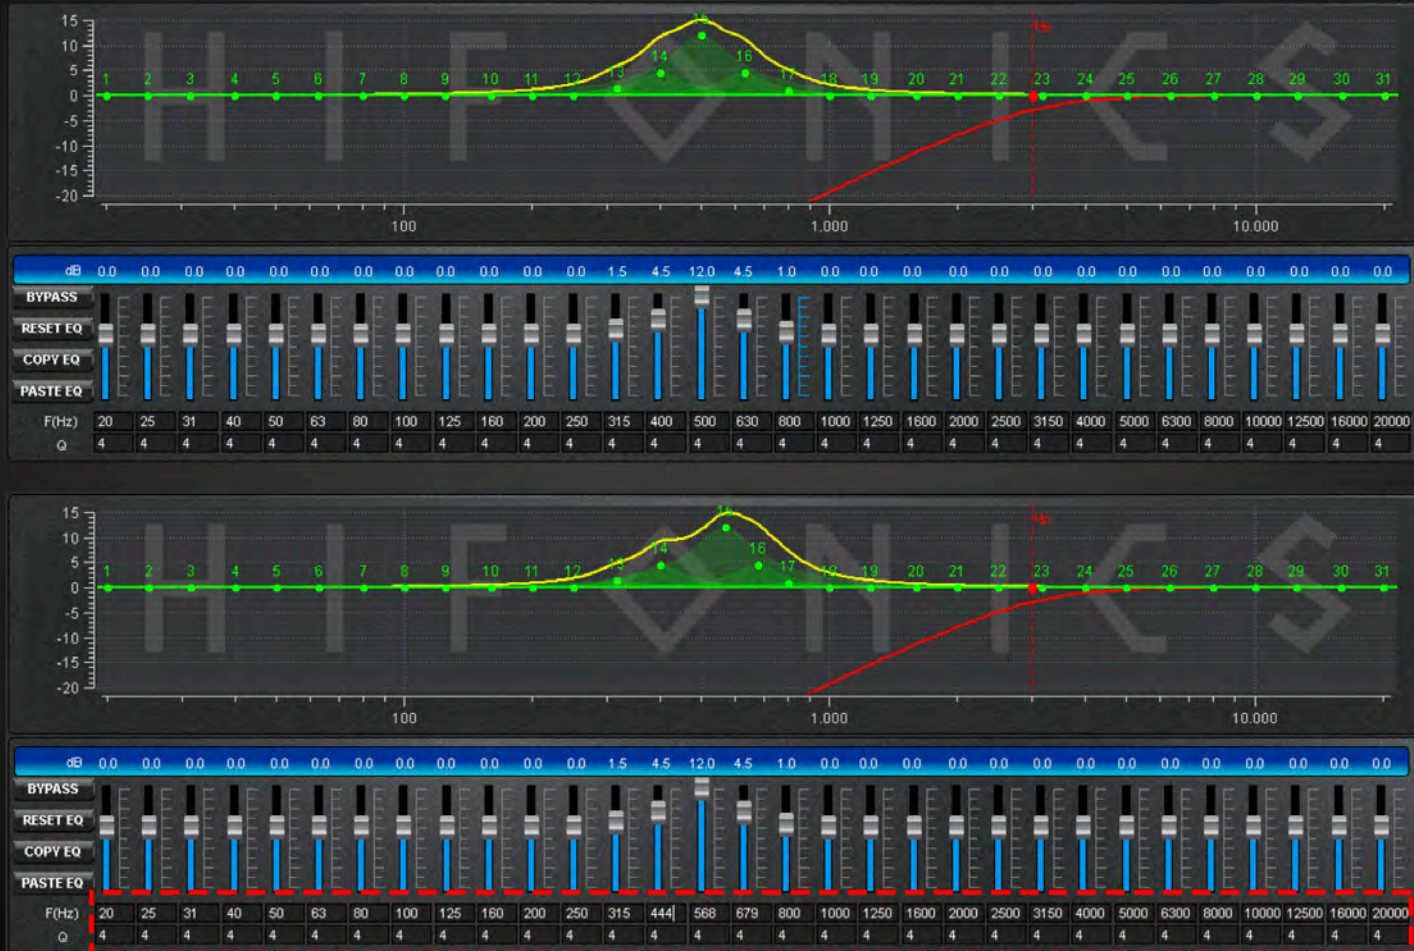 15
10
5
0
-5
-10
-15
-20
HIFONICS
Hp
1 2 3 4 5 6 7 8 9 10 11 12 13 14 15 16 17 18 19 20 21 22 23 24 25 26 27 28 29 30 31
100 1.000 10.000
dB 0.0 0.0 0.0 0.0 0.0 0.0 0.0 0.0 0.0 0.0 0.0 0.0 1.5 4.5 12.0 4.5 1.0 0.0 0.0 0.0 0.0 0.0 0.0 0.0 0.0 0.0 0.0 0.0 0.0 0.0 0.0
BYPASS
RESET EQ
COPY EQ
PASTE EQ
F(Hz) 20 25 31 40 50 63 80 100 125 160 200 250 315 400 500 630 800 1000 1250 1600 2000 2500 3150 4000 5000 6300 8000 10000 12500 16000 20000
Q 4 4 4 4 4 4 4 4 4 4 4 4 4 4 4 4 4 4 4 4 4 4 4 4 4 4 4 4 4 4 4
15
10
5
0
-5
-10
-15
-20
HIFONICS
Hp
1 2 3 4 5 6 7 8 9 10 11 12 13 14 15 16 17 18 19 20 21 22 23 24 25 26 27 28 29 30 31
100 1.000 10.000
dB 0.0 0.0 0.0 0.0 0.0 0.0 0.0 0.0 0.0 0.0 0.0 0.0 1.5 4.5 12.0 4.5 1.0 0.0 0.0 0.0 0.0 0.0 0.0 0.0 0.0 0.0 0.0 0.0 0.0 0.0 0.0
BYPASS
RESET EQ
COPY EQ
PASTE EQ
F(Hz) 20 25 31 40 50 63 80 100 125 160 200 250 315 444 568 679 800 1000 1250 1600 2000 2500 3150 4000 5000 6300 8000 10000 12500 16000 20000
Q 4 4 4 4 4 4 4 4 4 4 4 4 4 4 4 4 4 4 4 4 4 4 4 4 4 4 4 4 4 4 4